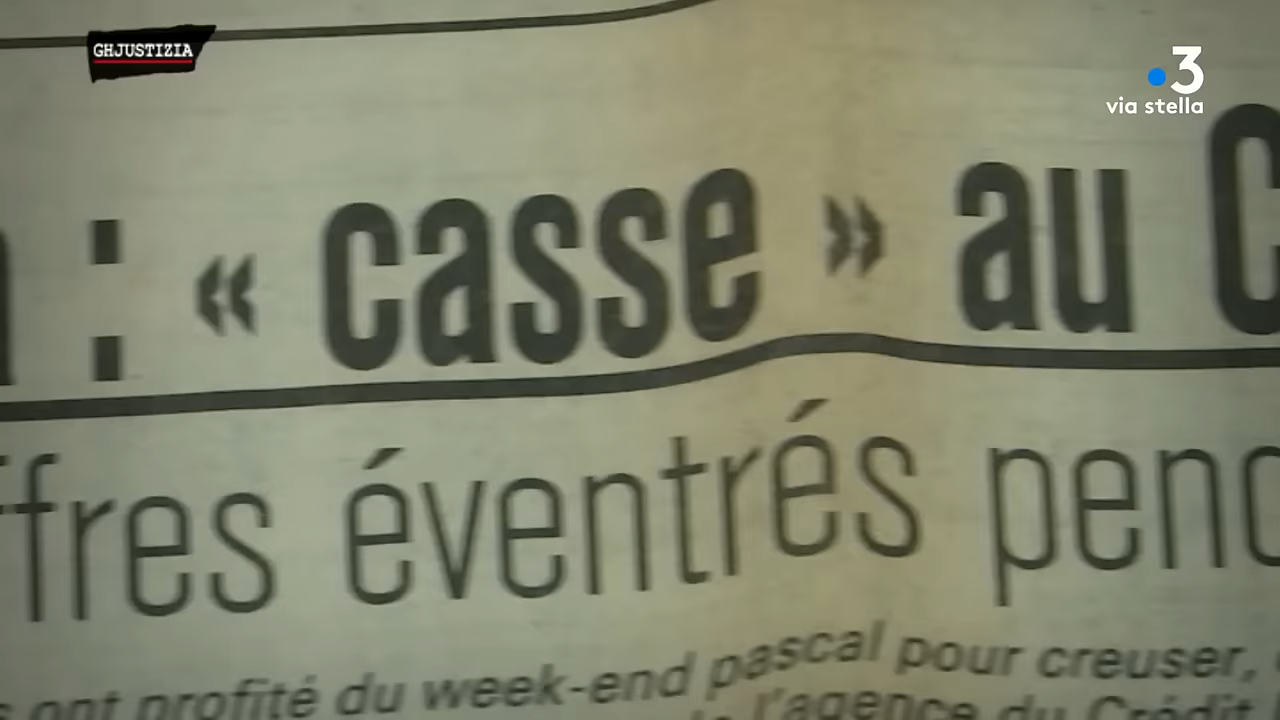 GHJUSTIZIA
3
via stella
: « casse » au C
ffres éventrés pend
ont profité du week-end pascal pour creuser,
l'agence du Crédit